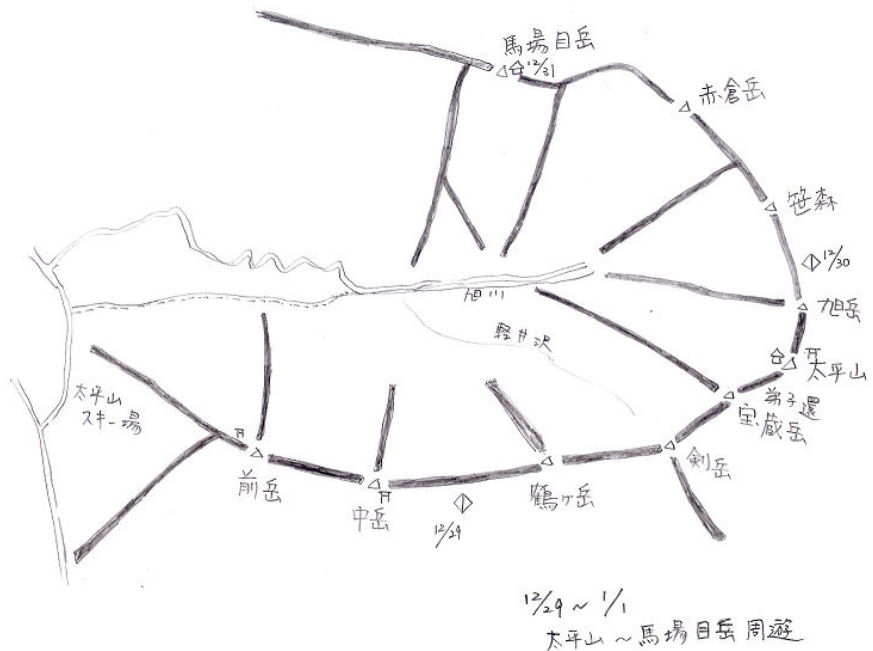 馬場目岳
12/31
赤倉岳
笹森
12/30
旭岳
太平山
弟子還
宝蔵岳
剣岳
鶴ヶ岳
12/29
中岳
前岳
太平山
スキー場
旭川
軽井沢
12/29 ~ 1/1
太平山 ~ 馬場目岳 周遊